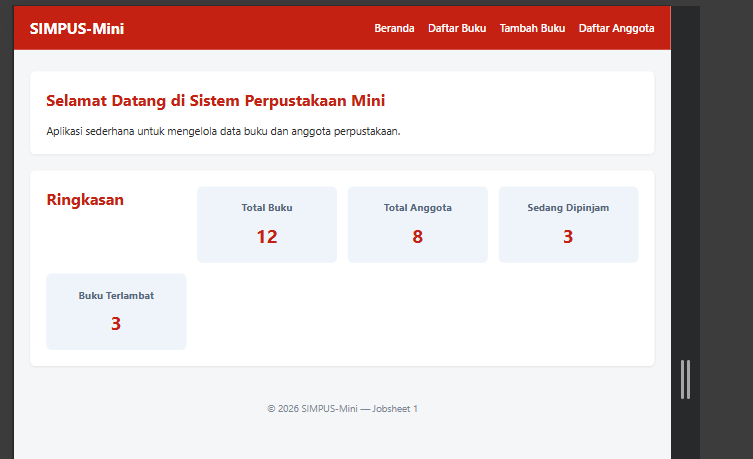 SIMPUS-Mini
Beranda Daftar Buku Tambah Buku Daftar Anggota
Selamat Datang di Sistem Perpustakaan Mini
Aplikasi sederhana untuk mengelola data buku dan anggota perpustakaan.
Ringkasan
Total Buku
12
Total Anggota
8
Sedang Dipinjam
3
Buku Terlambat
3
© 2026 SIMPUS-Mini — Jobsheet 1